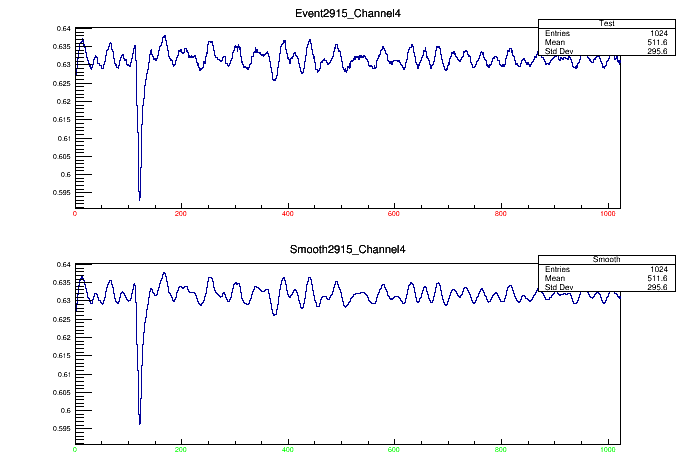 Event2915_Channel4
Test
Entries 1024
Mean 511.6
Std Dev 295.6
0.64
0.635
0.63
0.625
0.62
0.615
0.61
0.605
0.6
0.595
0 200 400 600 800 1000
Smooth2915_Channel4
Smooth
Entries 1024
Mean 511.6
Std Dev 295.6
0.64
0.635
0.63
0.625
0.62
0.615
0.61
0.605
0.6
0.595
0 200 400 600 800 1000